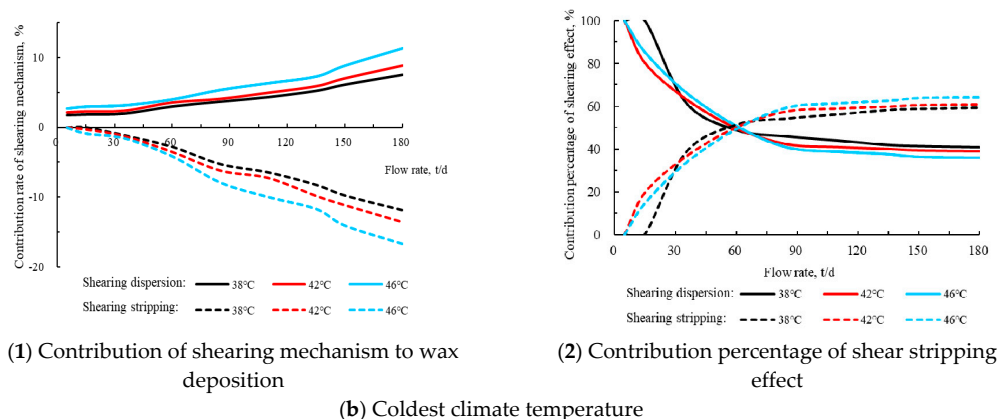 Contribution rate of shearing mechanism, %
10
0
-10
-20
0
30
60
90
120
150
180
Flow rate, t/d
Shearing dispersion: 38℃ 42℃ 46℃
Shearing stripping: 38℃ 42℃ 46℃
(1) Contribution of shearing mechanism to wax
deposition
Contribution percentage of shearing effect, %
100
80
60
40
20
0
0 30 60 90 120 150 180
Flow rate, t/d
Shearing dispersion: 38℃ 42℃ 46℃
Shearing stripping: 38℃ 42℃ 46℃
(2) Contribution percentage of shear stripping
effect
(b) Coldest climate temperature